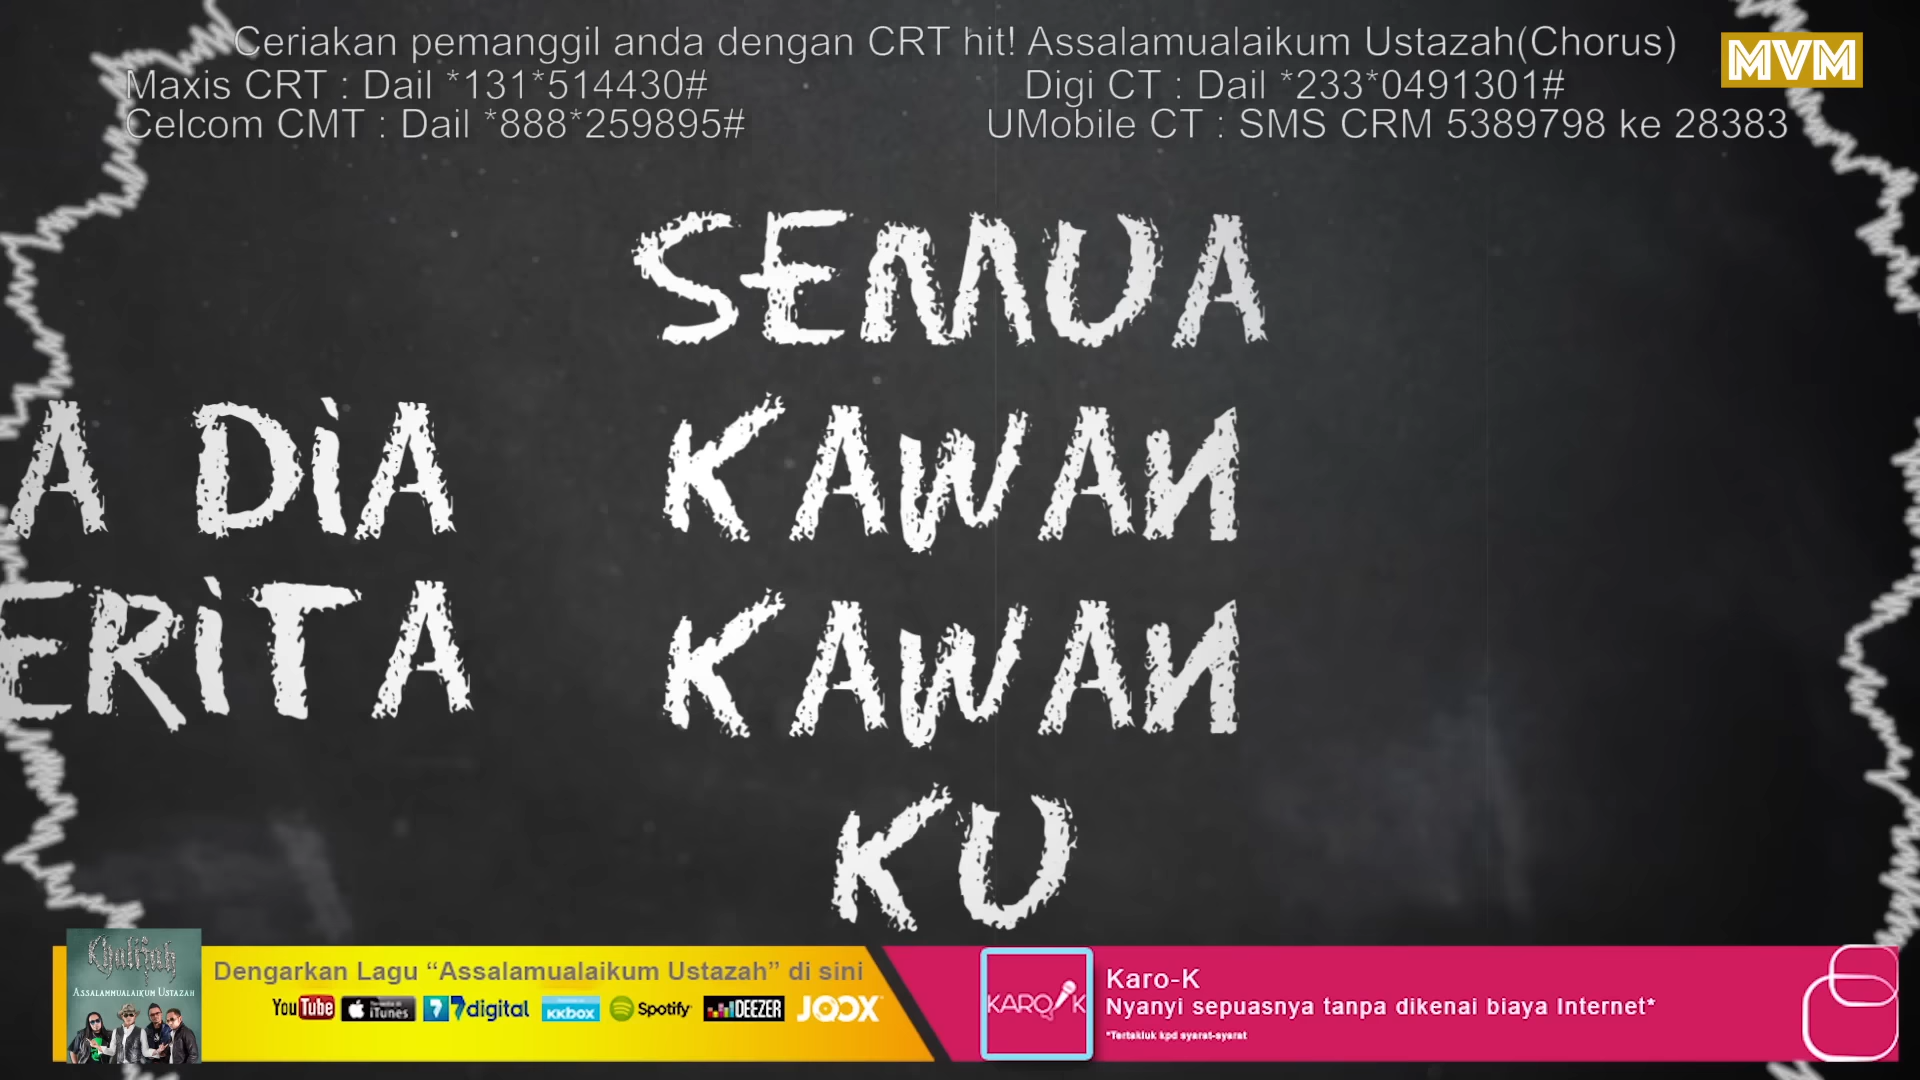 Ceriakan pemanggil anda dengan CRT hit! Assalamualaikum Ustazah(Chorus)
MVM
Maxis CRT : Dail *131*514430#
Digi CT : Dail *233*0491301#
Celcom CMT : Dail *888*259895#
UMobile CT : SMS CRM 5389798 ke 28383
SEMUA
A DiA
KAWAN
ERiTA
KAWAN
KU
Khalifah
ASSALAMNUALAIKUM USTAZAH
Dengarkan Lagu “Assalamualaikum Ustazah” di sini
YouTube
iTunes
7digital
KKBOX
Spotify
DEEZER
JOOX
KARO K
Karo-K
Nyanyi sepuasnya tanpa dikenai biaya Internet*
*Tertakluk kpd syarat-syarat